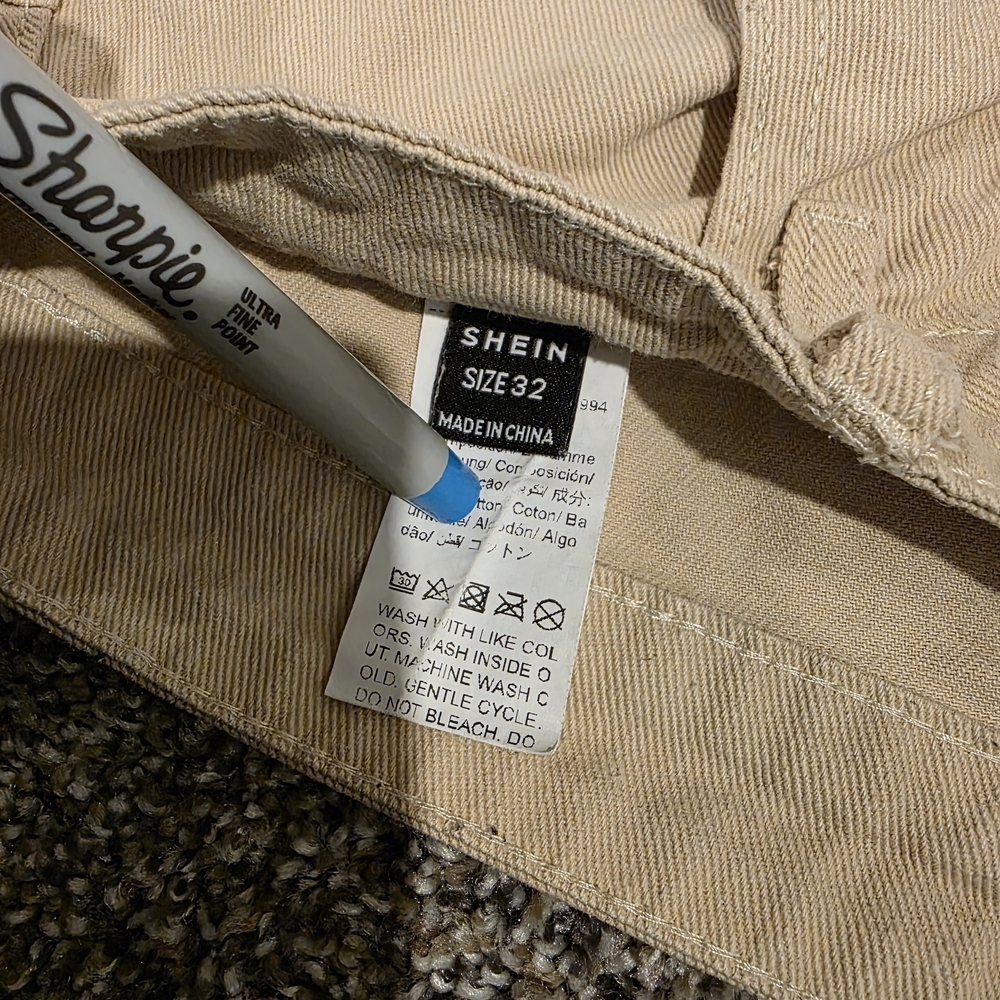 Sharpie.
ULTRA
FINE
POINT
SHEIN
SIZE 32
MADE IN CHINA
994
ung/ Composición/
ção/ تكوين/ 成分:
Coton/ Ba
Algodón/ Algo
dão/ قطن/ コットン
30
WASH WITH LIKE COL
ORS. WASH INSIDE O
UT. MACHINE WASH C
OLD. GENTLE CYCLE.
DO NOT BLEACH. DO